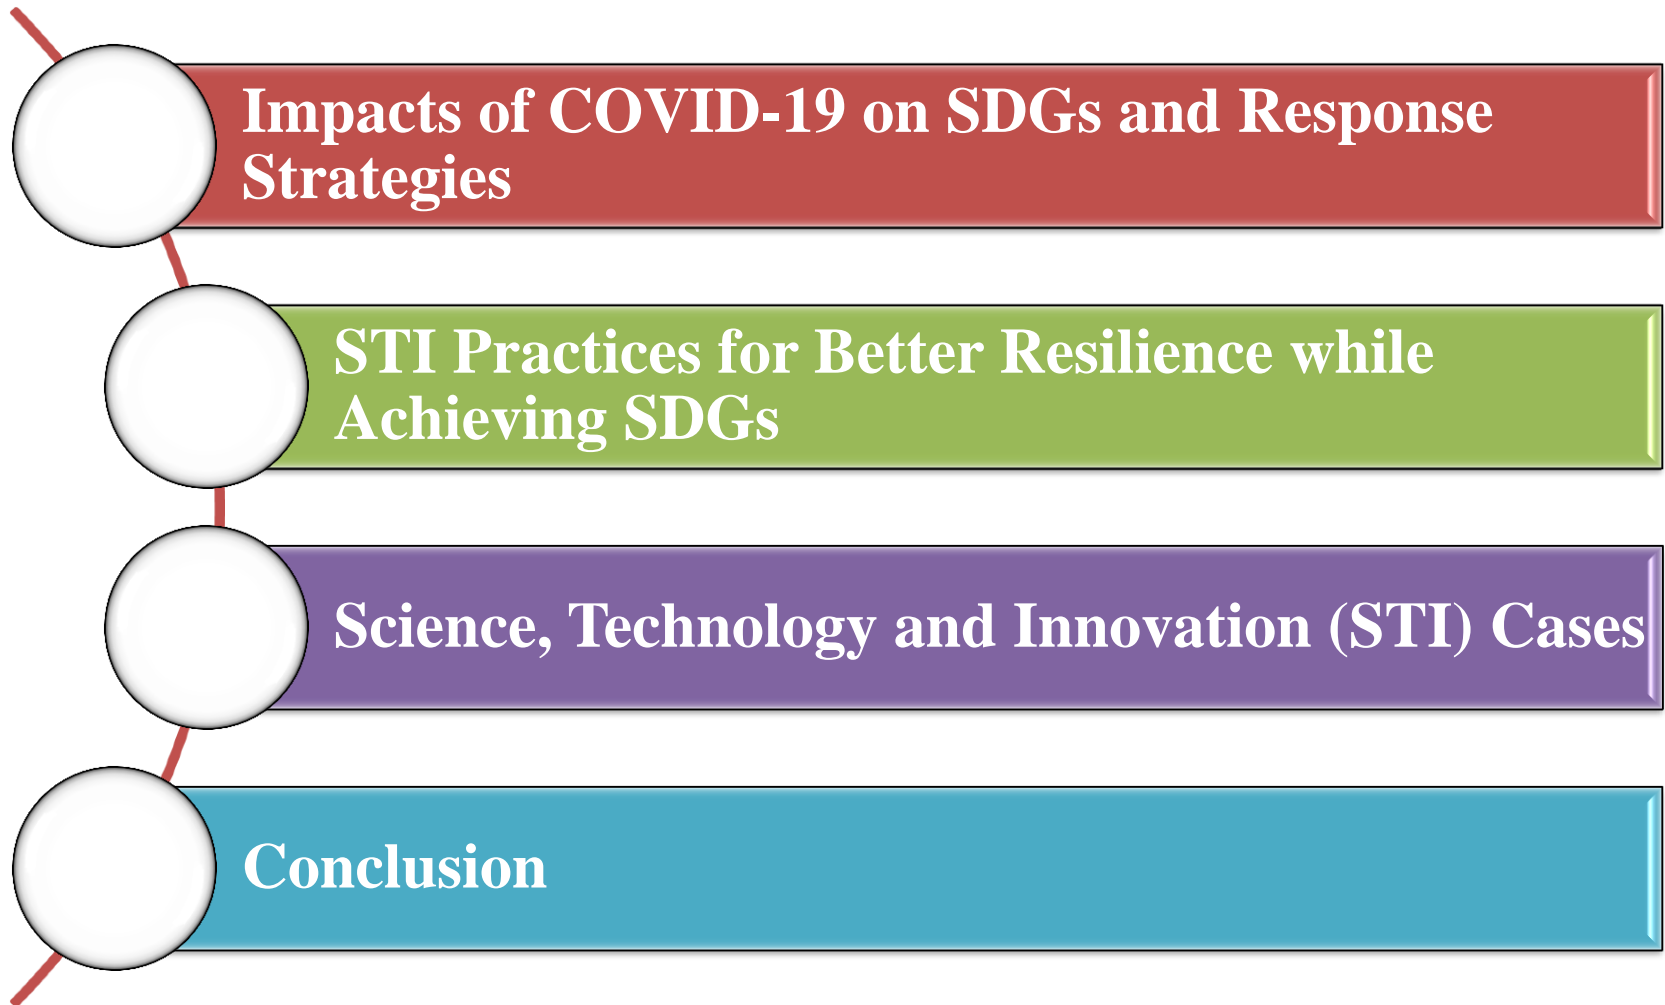 Impacts of COVID-19 on SDGs and Response
Strategies
STI Practices for Better Resilience while
Achieving SDGs
Science, Technology and Innovation (STI) Cases
Conclusion